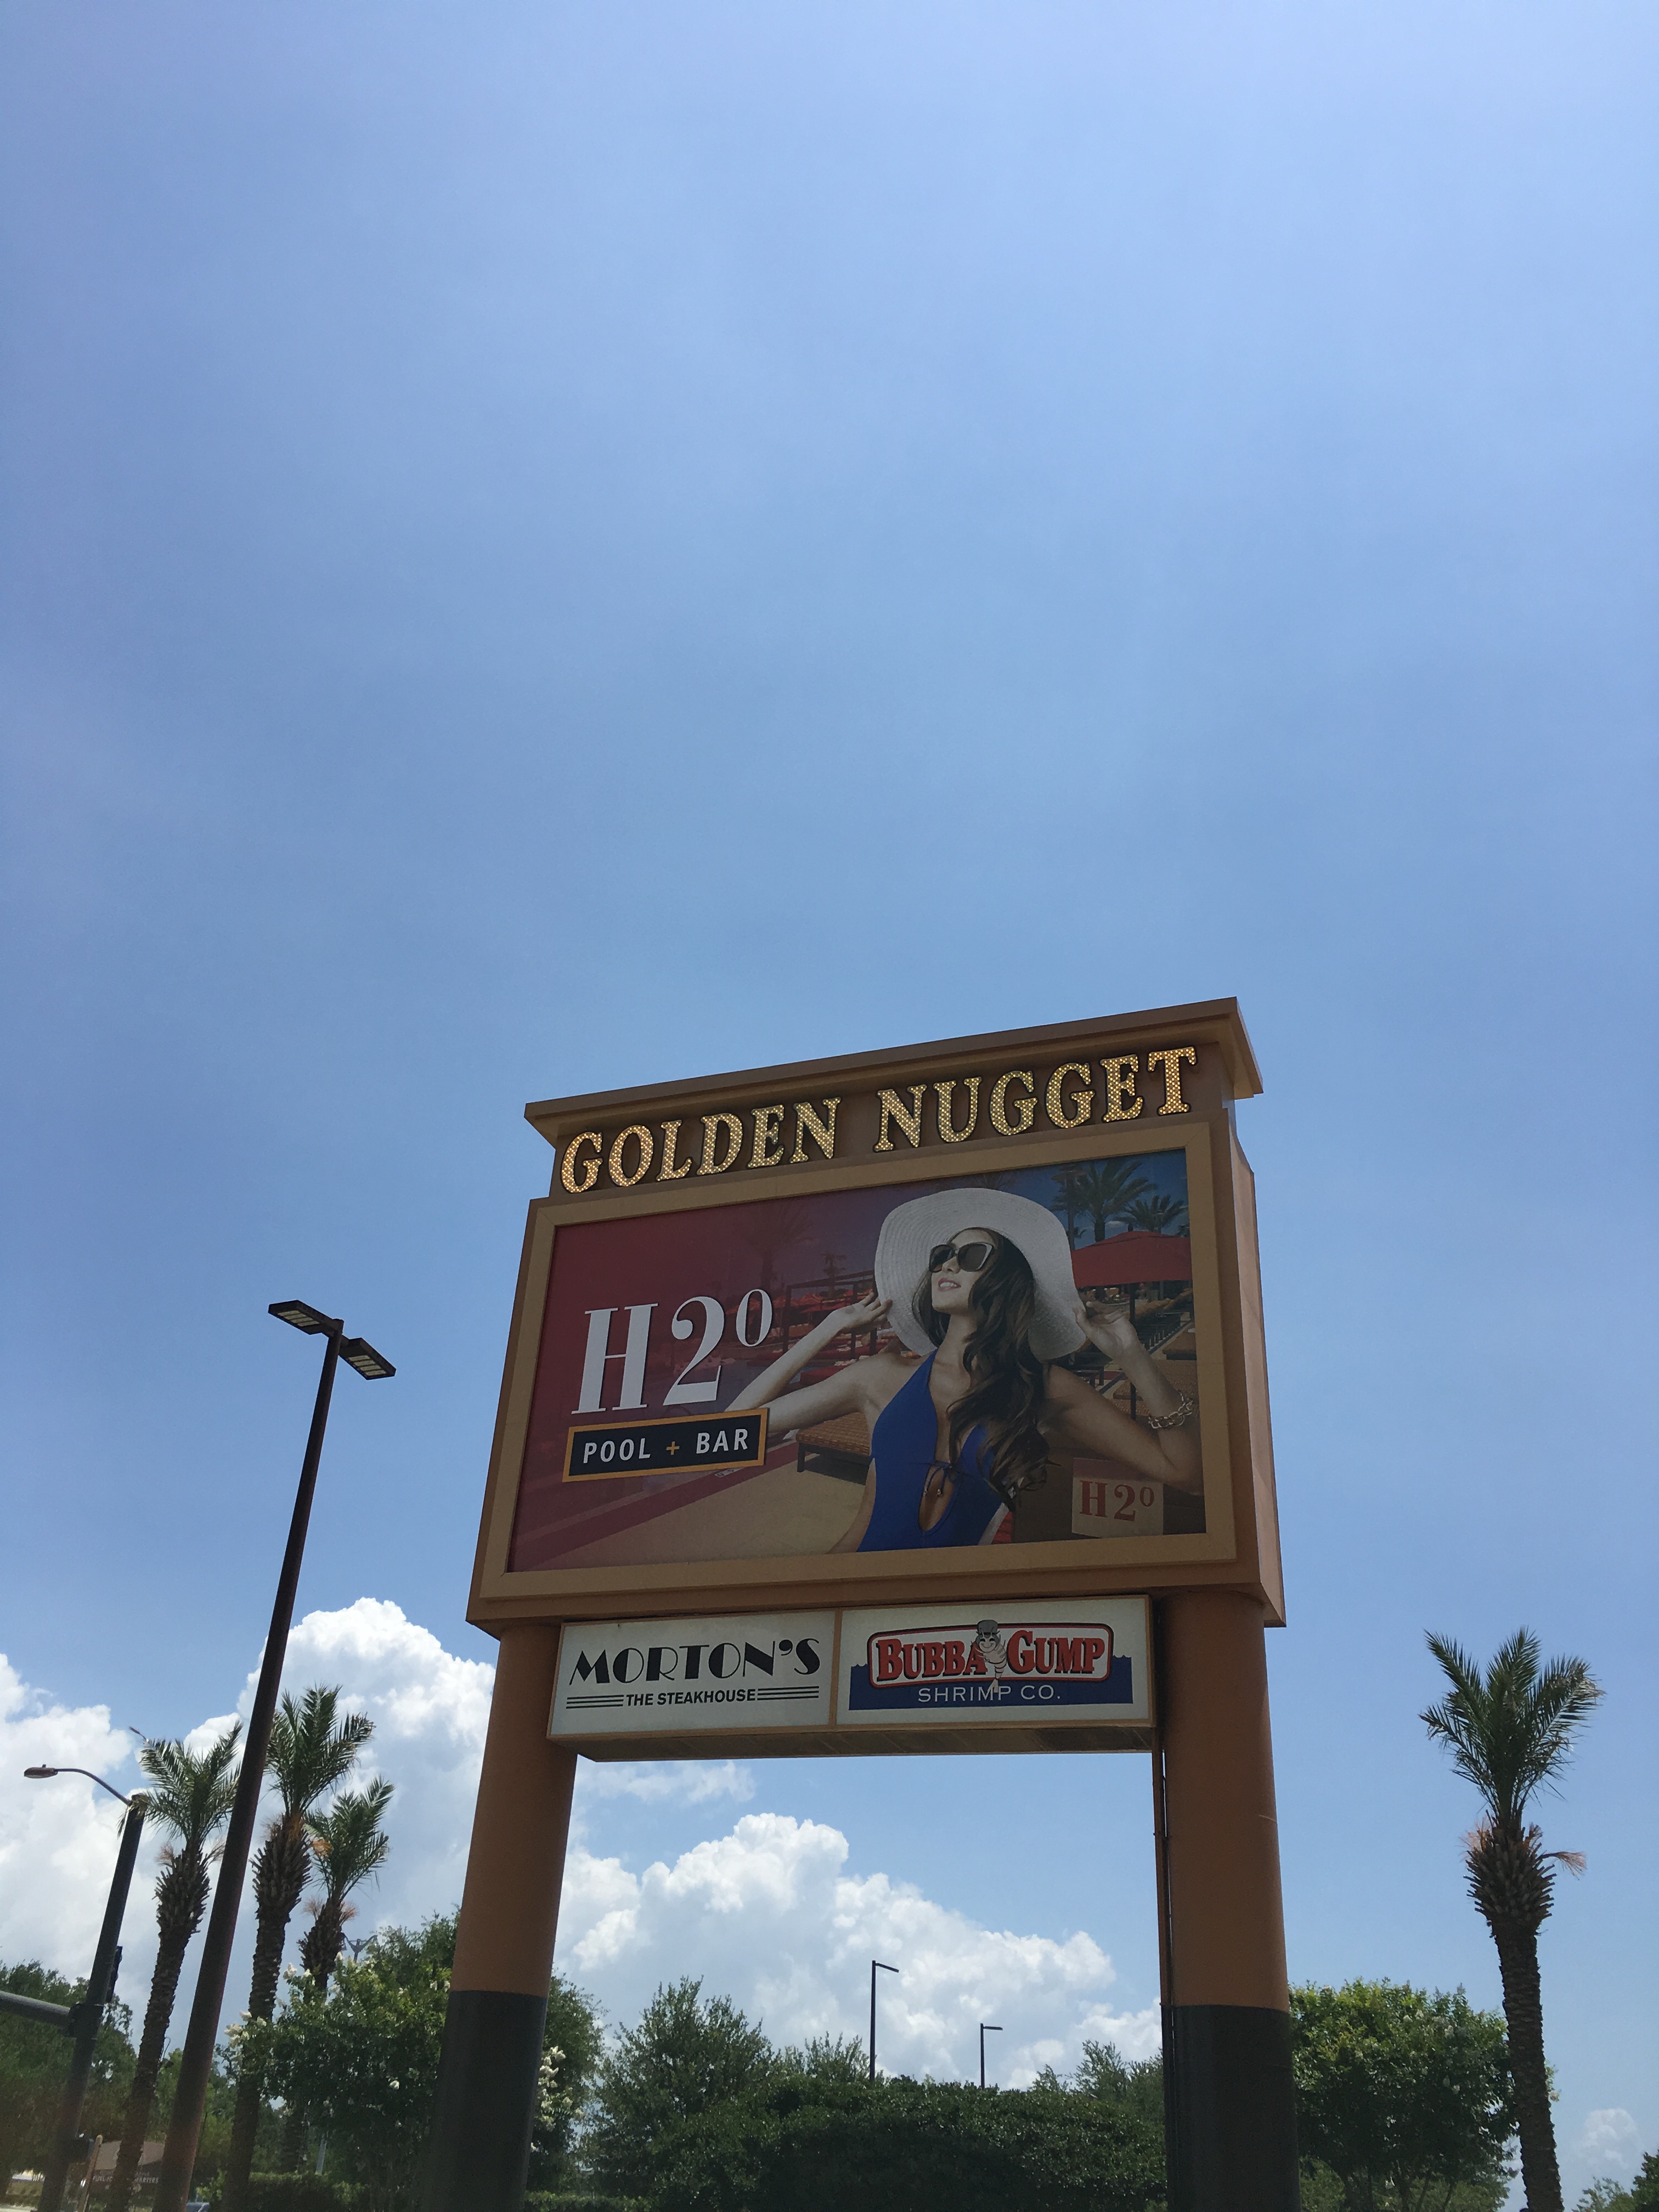 GOLDEN NUGGET
H2O
POOL + BAR
H2O
MORTON'S
THE STEAKHOUSE
BUBBA GUMP
SHRIMP CO.